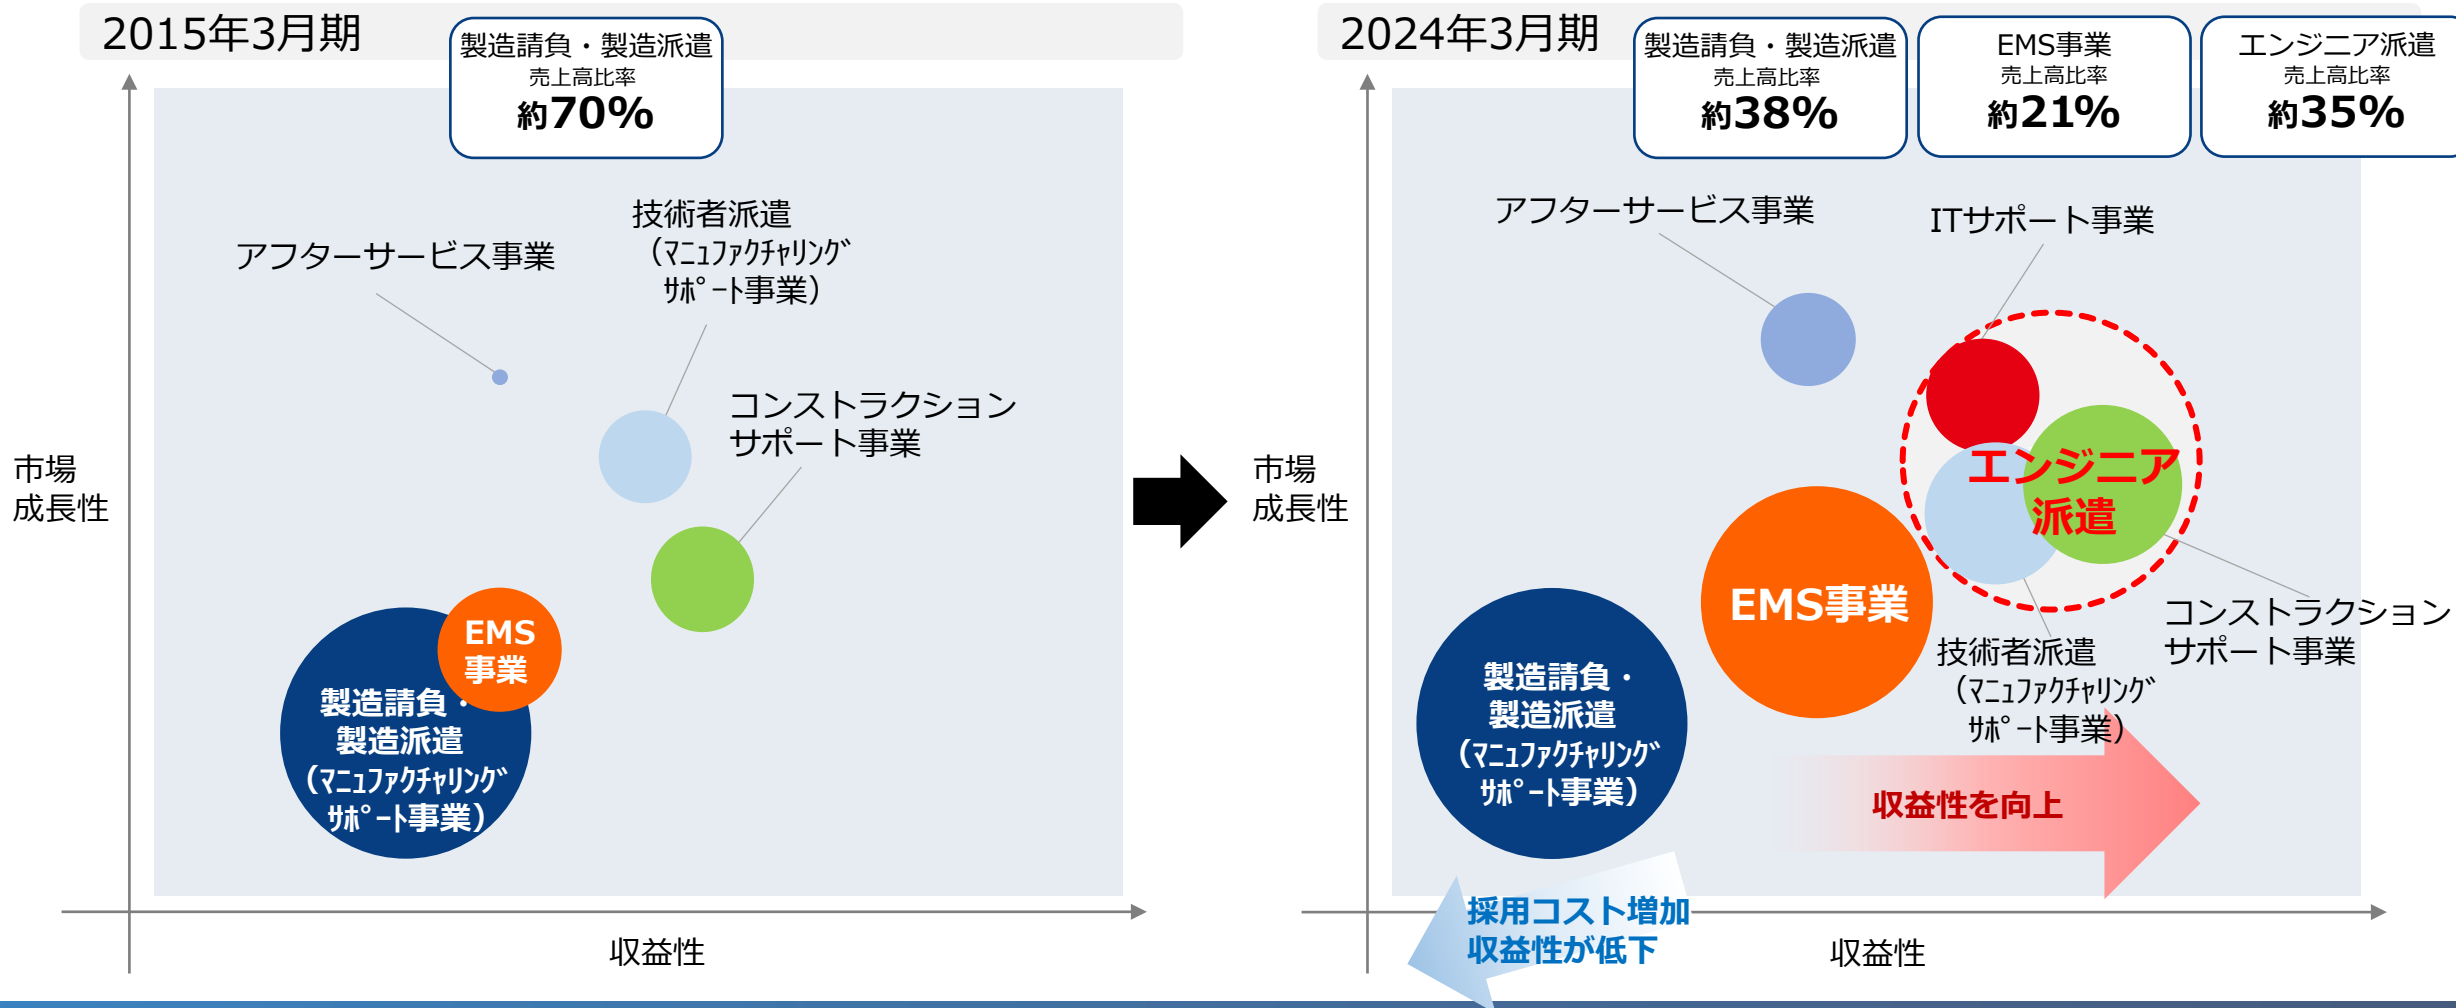 2015年3月期
製造請負・製造派遣
売上高比率
約70%
アフターサービス事業
技術者派遣
（ﾏﾆｭﾌｧｸﾁｬﾘﾝｸﾞ
ｻﾎﾟｰﾄ事業）
コンストラクション
サポート事業
市場
成長性
EMS
事業
製造請負・
製造派遣
（ﾏﾆｭﾌｧｸﾁｬﾘﾝｸﾞ
ｻﾎﾟｰﾄ事業）
収益性
2024年3月期
製造請負・製造派遣
売上高比率
約38%
EMS事業
売上高比率
約21%
エンジニア派遣
売上高比率
約35%
アフターサービス事業
ITサポート事業
市場
成長性
エンジニア
派遣
EMS事業
コンストラクション
サポート事業
技術者派遣
（ﾏﾆｭﾌｧｸﾁｬﾘﾝｸﾞ
ｻﾎﾟｰﾄ事業）
製造請負・
製造派遣
（ﾏﾆｭﾌｧｸﾁｬﾘﾝｸﾞ
ｻﾎﾟｰﾄ事業）
収益性を向上
採用コスト増加
収益性が低下
収益性